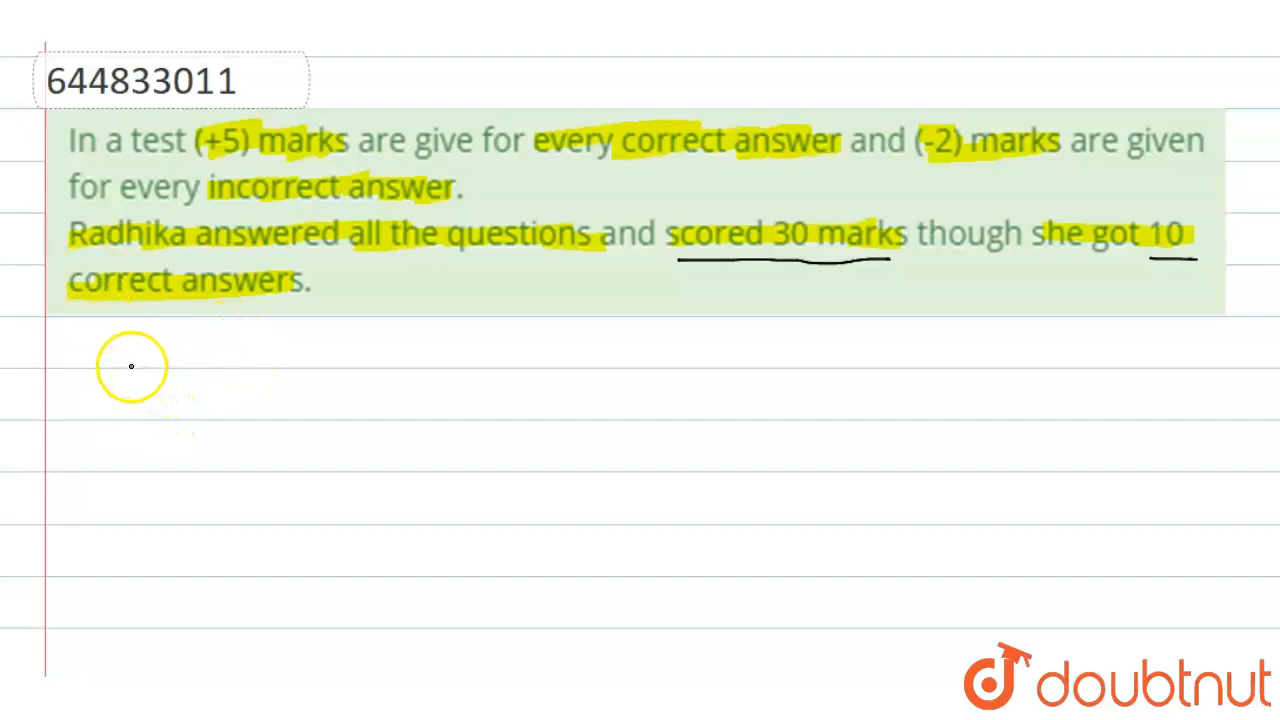 644833011
In a test (+5) marks are give for every correct answer and (-2) marks are given
for every incorrect answer.
Radhika answered all the questions and scored 30 marks though she got 10
correct answers.
doubtnut